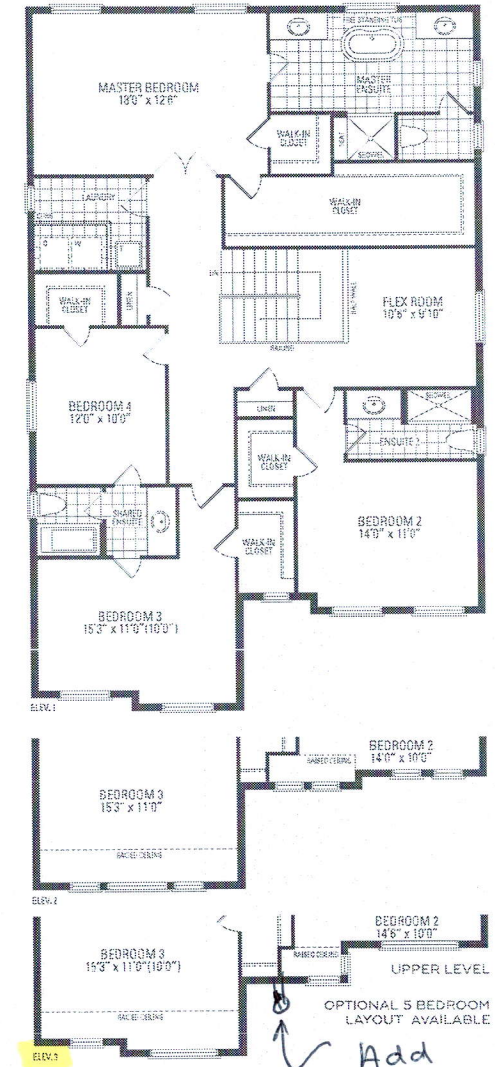 FREE STANDING TUB
MASTER BEDROOM
18'0" x 12'6"
MASTER
ENSUITE
WALK-IN
CLOSET
SEAT
WALK-IN
CLOSET
LAUNDRY
D
W
WALK-IN
CLOSET
LINEN
DN
HALF WALL
FLEX ROOM
10'6" x 9'10"
RAILING
BEDROOM 4
12'0" x 10'0"
LINEN
ENSUITE 2
WALK-IN
CLOSET
SHARED
ENSUITE
WALK-IN
CLOSET
BEDROOM 2
14'0" x 11'0"
BEDROOM 3
15'3" x 11'0"(10'0")
ELEV. 1
BEDROOM 2
14'0" x 10'0"
RAISED CEILING
BEDROOM 3
15'3" x 11'0"
RAISED CEILING
ELEV. 2
BEDROOM 2
14'6" x 10'0"
BEDROOM 3
15'3" x 11'0"(10'0")
RAISED CEILING
UPPER LEVEL
OPTIONAL 5 BEDROOM
LAYOUT AVAILABLE
RAISED CEILING
ELEV. 3
Add